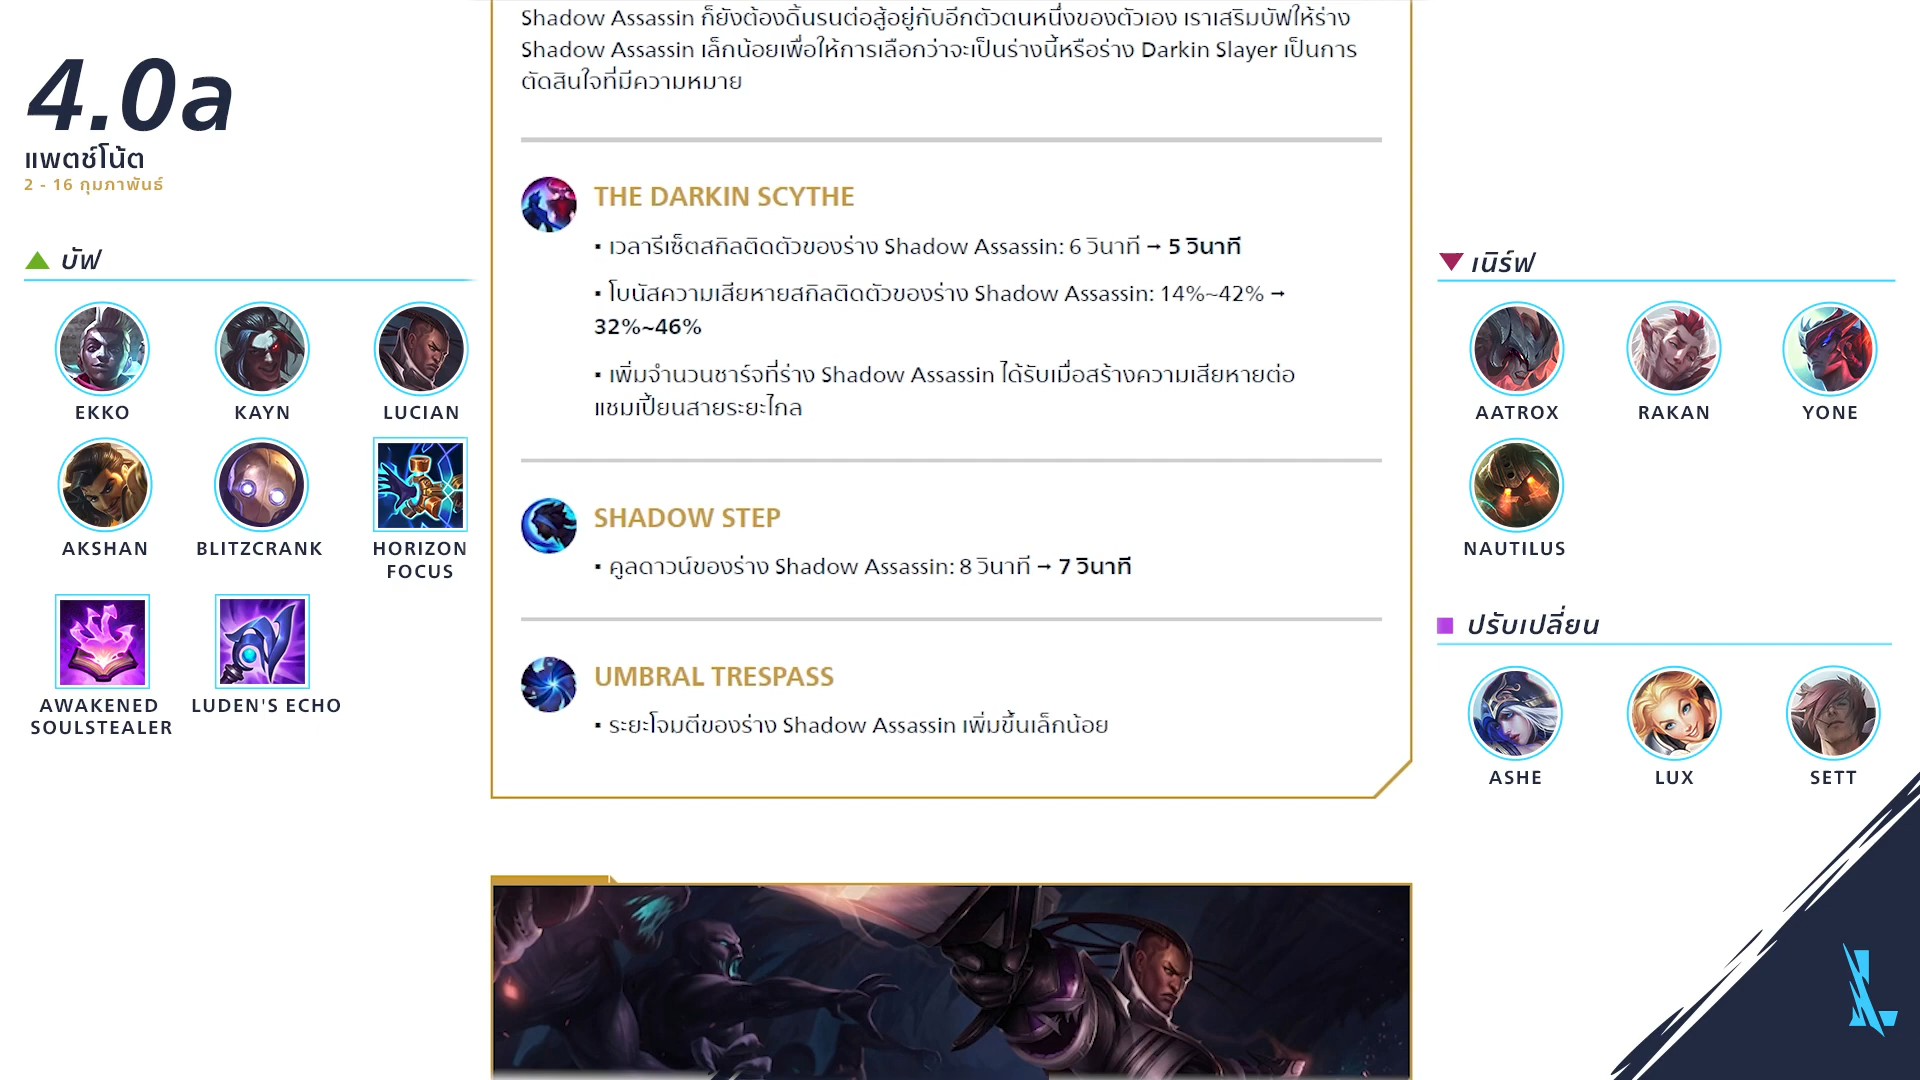 4.0a
แพตช์โน้ต
2 - 16 กุมภาพันธ์
บัฟ
EKKO
KAYN
LUCIAN
AKSHAN
BLITZCRANK
HORIZON
FOCUS
AWAKENED
SOULSTEALER
LUDEN'S ECHO
Shadow Assassin ก็ยังต้องดิ้นรนต่อสู้อยู่กับอีกตัวตนหนึ่งของตัวเอง เราเสริมบัฟให้ร่าง
Shadow Assassin เล็กน้อยเพื่อให้การเลือกว่าจะเป็นร่างนี้หรือร่าง Darkin Slayer เป็นการ
ตัดสินใจที่มีความหมาย
THE DARKIN SCYTHE
▪ เวลารีเซ็ตสกิลติดตัวของร่าง Shadow Assassin: 6 วินาที → 5 วินาที
▪ โบนัสความเสียหายสกิลติดตัวของร่าง Shadow Assassin: 14%~42% →
32%~46%
▪ เพิ่มจำนวนชาร์จที่ร่าง Shadow Assassin ได้รับเมื่อสร้างความเสียหายต่อ
แชมเปี้ยนสายระยะไกล
SHADOW STEP
▪ คูลดาวน์ของร่าง Shadow Assassin: 8 วินาที → 7 วินาที
UMBRAL TRESPASS
▪ ระยะโจมตีของร่าง Shadow Assassin เพิ่มขึ้นเล็กน้อย
เนิร์ฟ
AATROX
RAKAN
YONE
NAUTILUS
ปรับเปลี่ยน
ASHE
LUX
SETT